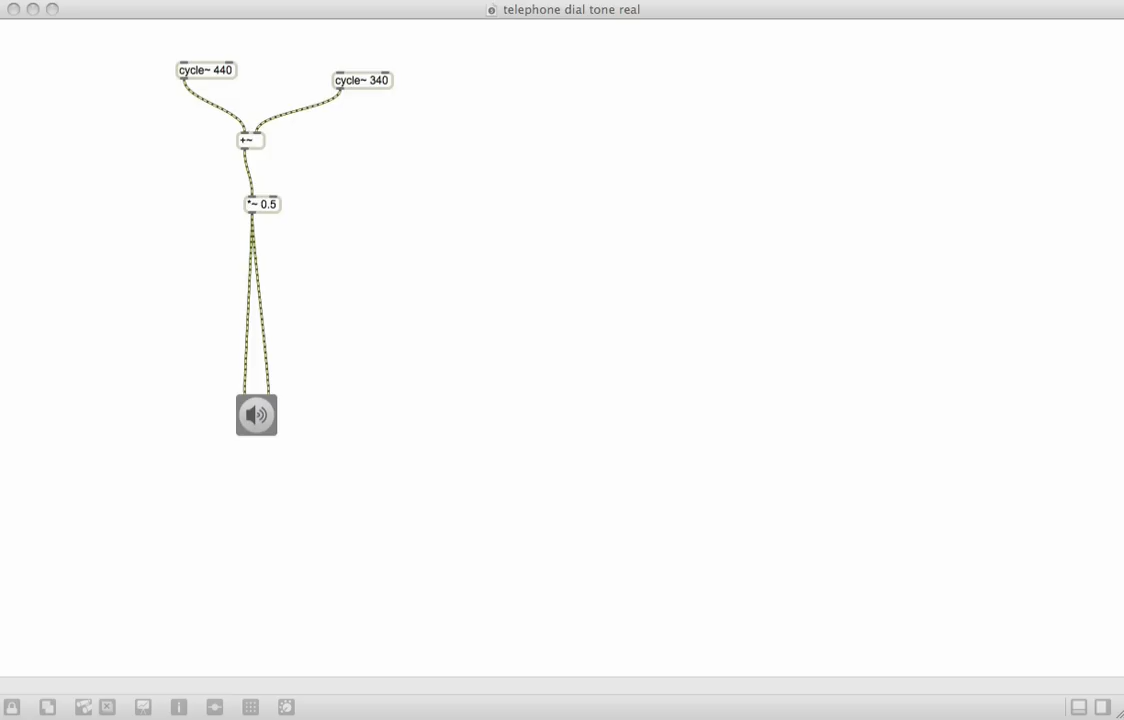 telephone dial tone real
cycle~ 440
cycle~ 340
+~
*~ 0.5